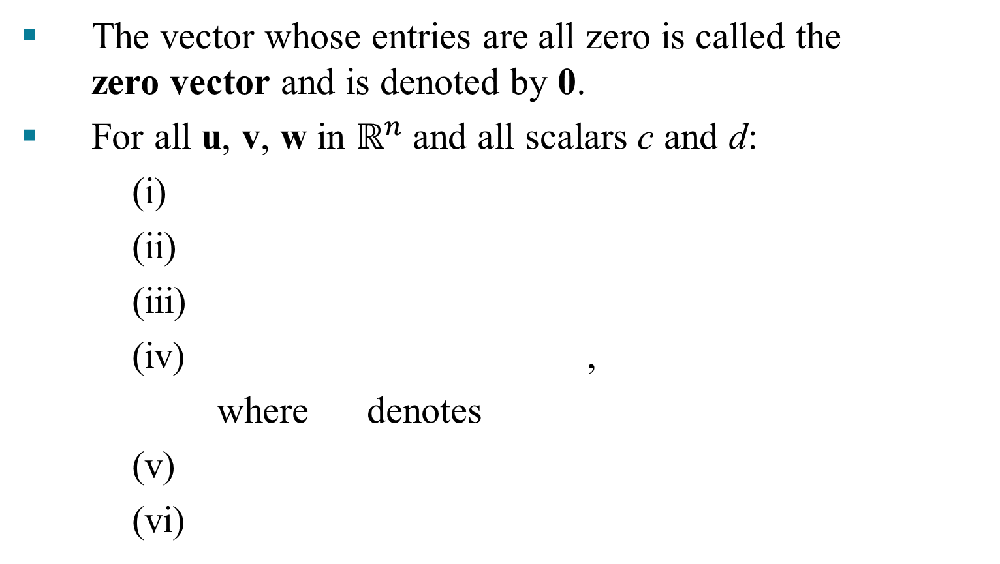 ▪ The vector whose entries are all zero is called the
zero vector and is denoted by 0.
▪ For all u, v, w in ℝⁿ and all scalars c and d:
(i)
(ii)
(iii)
(iv) ,
where denotes
(v)
(vi)